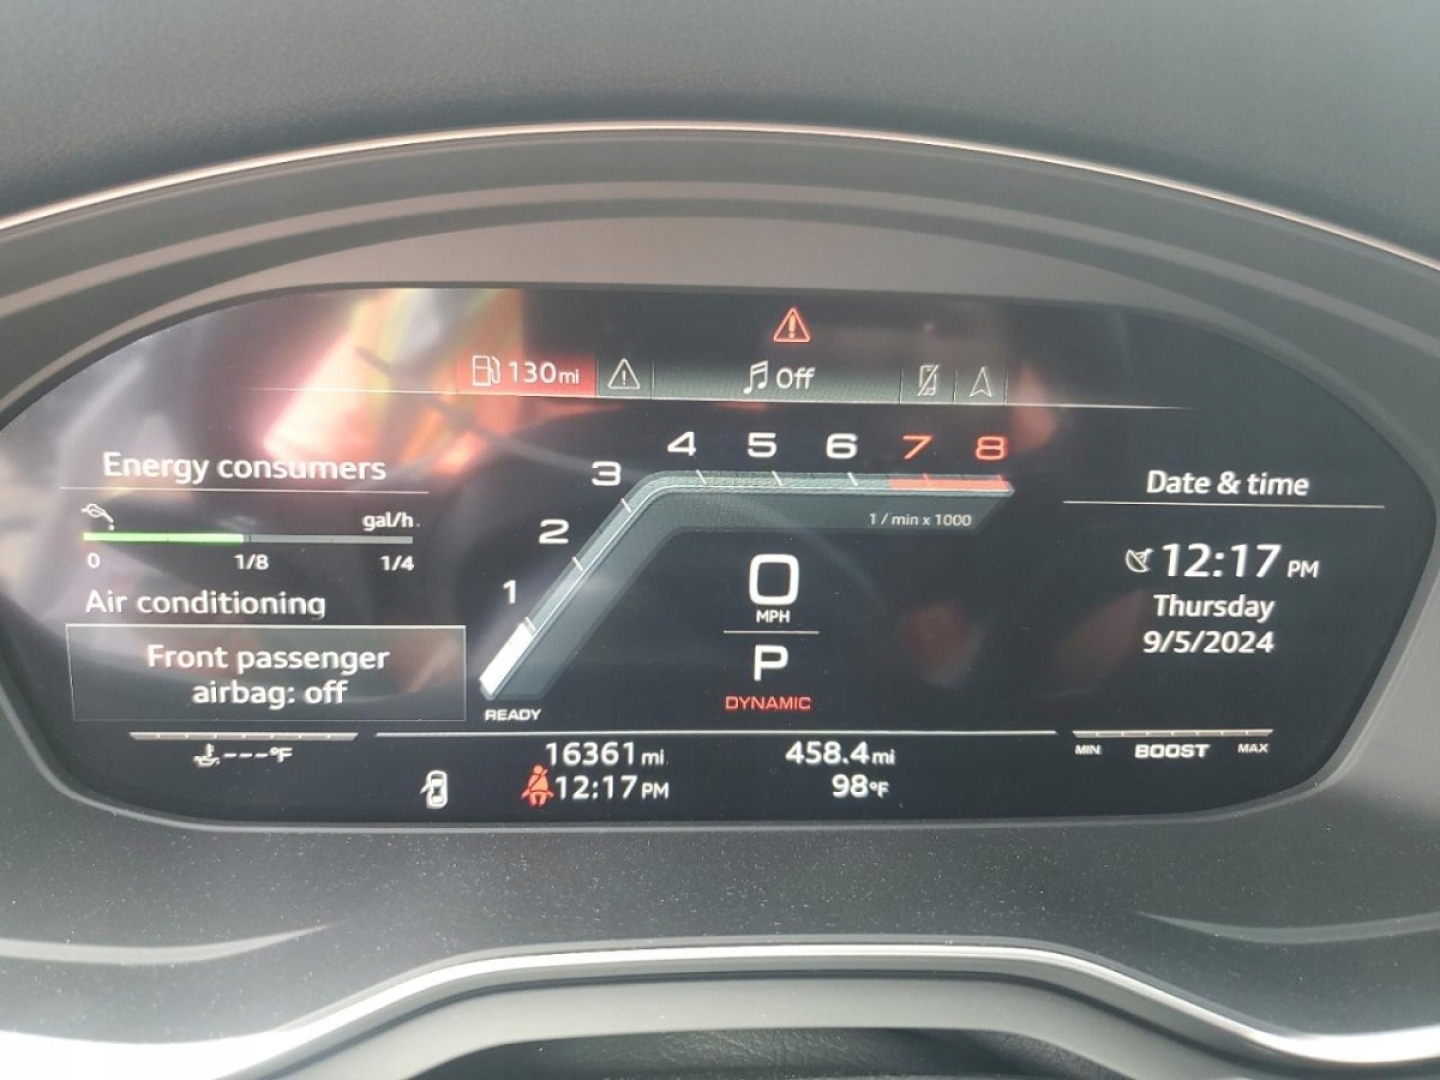 130mi
Off
Energy consumers
gal/h
0 1/8 1/4
Air conditioning
Front passenger
airbag: off
---°F
1 2 3 4 5 6 7 8
1 / min x 1000
0
MPH
P
DYNAMIC
READY
16361mi 458.4mi
12:17PM 98°F
Date & time
12:17 PM
Thursday
9/5/2024
MIN BOOST MAX